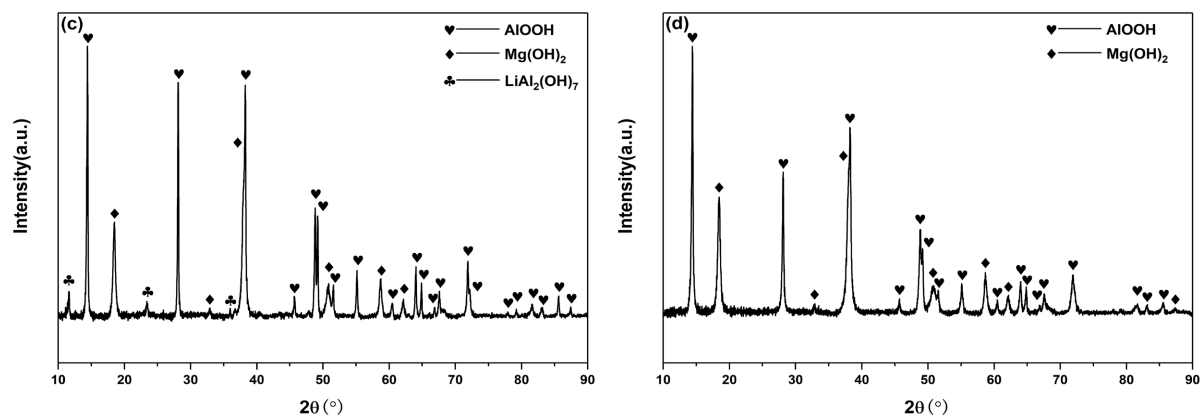 (c)
♥ AlOOH
♦ Mg(OH)₂
♣ LiAl₂(OH)₇
Intensity(a.u.)
10 20 30 40 50 60 70 80 90
2θ (°)
(d)
♥ AlOOH
♦ Mg(OH)₂
Intensity(a.u.)
10 20 30 40 50 60 70 80 90
2θ (°)